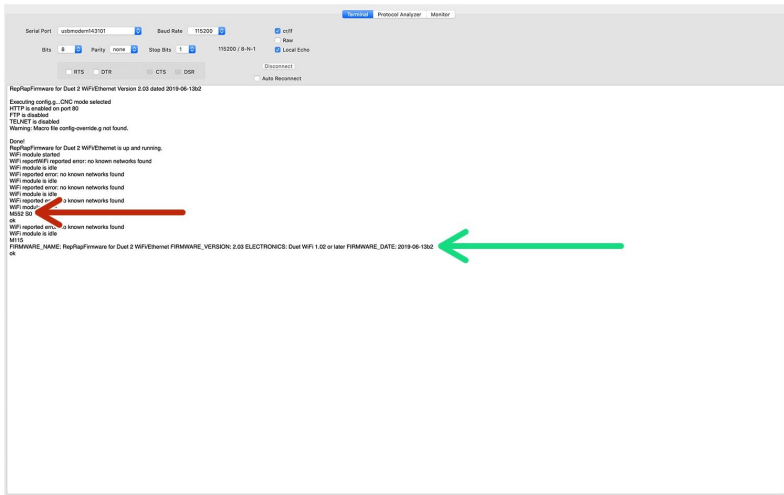 Terminal Protocol Analyzer Monitor
Serial Port usbmodem143101 Baud Rate 115200 cr/lf
Raw
Bits 8 Parity none Stop Bits 1 115200 / 8-N-1 Local Echo
Disconnect
RTS DTR CTS DSR
Auto Reconnect
RepRapFirmware for Duet 2 WiFi/Ethernet Version 2.03 dated 2019-06-13b2
Executing config.g...CNC mode selected
HTTP is enabled on port 80
FTP is disabled
TELNET is disabled
Warning: Macro file config-override.g not found.
Done!
RepRapFirmware for Duet 2 WiFi/Ethernet is up and running.
WiFi module started
WiFi reportWiFi reported error: no known networks found
WiFi module is idle
WiFi reported error: no known networks found
WiFi module is idle
WiFi reported error: no known networks found
WiFi module is idle
WiFi reported known networks found
WiFi
M552 S0
ok
WiFi reported known networks found
WiFi module is idle
M115
FIRMWARE_NAME: RepRapFirmware for Duet 2 WiFi/Ethernet FIRMWARE_VERSION: 2.03 ELECTRONICS: Duet WiFi 1.02 or later FIRMWARE_DATE: 2019-06-13b2
ok